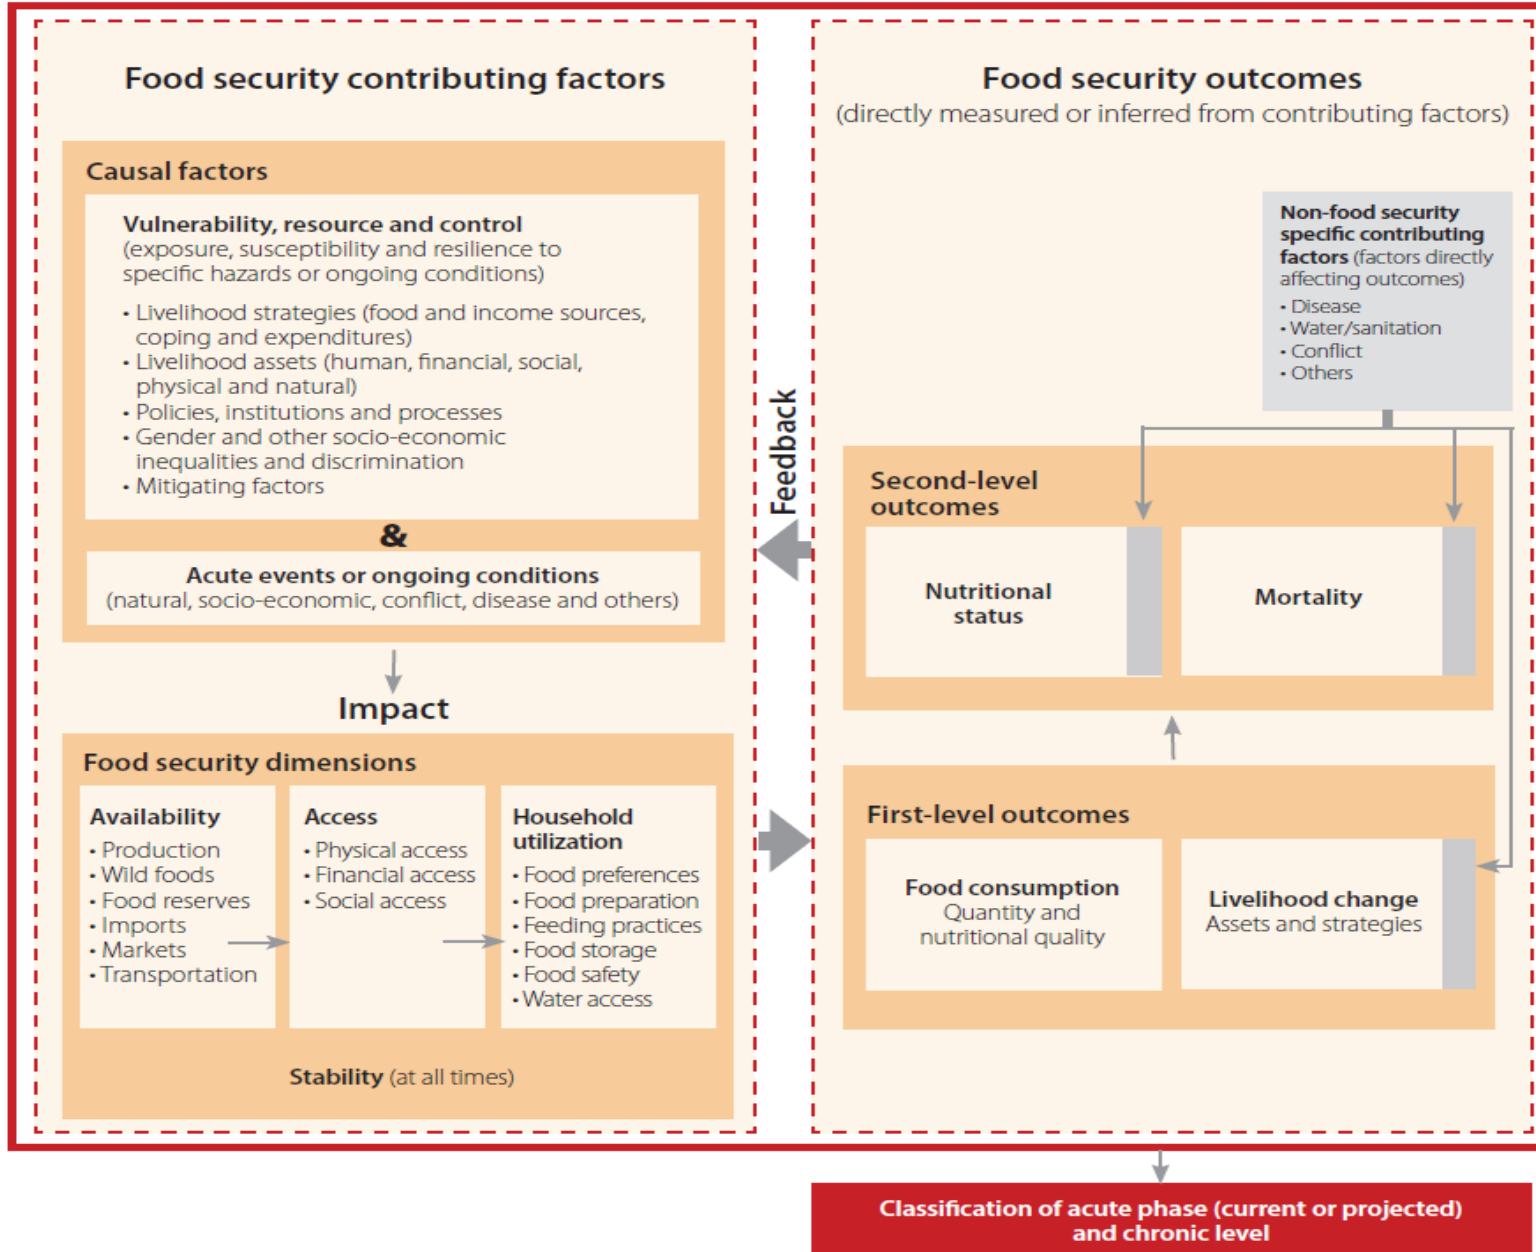 Food security contributing factors
Causal factors
Vulnerability, resource and control
(exposure, susceptibility and resilience to
specific hazards or ongoing conditions)
• Livelihood strategies (food and income sources,
coping and expenditures)
• Livelihood assets (human, financial, social,
physical and natural)
• Policies, institutions and processes
• Gender and other socio-economic
inequalities and discrimination
• Mitigating factors
&
Acute events or ongoing conditions
(natural, socio-economic, conflict, disease and others)
Impact
Food security dimensions
Availability
• Production
• Wild foods
• Food reserves
• Imports
• Markets
• Transportation
Access
• Physical access
• Financial access
• Social access
Household
utilization
• Food preferences
• Food preparation
• Feeding practices
• Food storage
• Food safety
• Water access
Stability (at all times)
Feedback
Food security outcomes
(directly measured or inferred from contributing factors)
Non-food security
specific contributing
factors (factors directly
affecting outcomes)
• Disease
• Water/sanitation
• Conflict
• Others
Second-level
outcomes
Nutritional
status
Mortality
First-level outcomes
Food consumption
Quantity and
nutritional quality
Livelihood change
Assets and strategies
Classification of acute phase (current or projected)
and chronic level